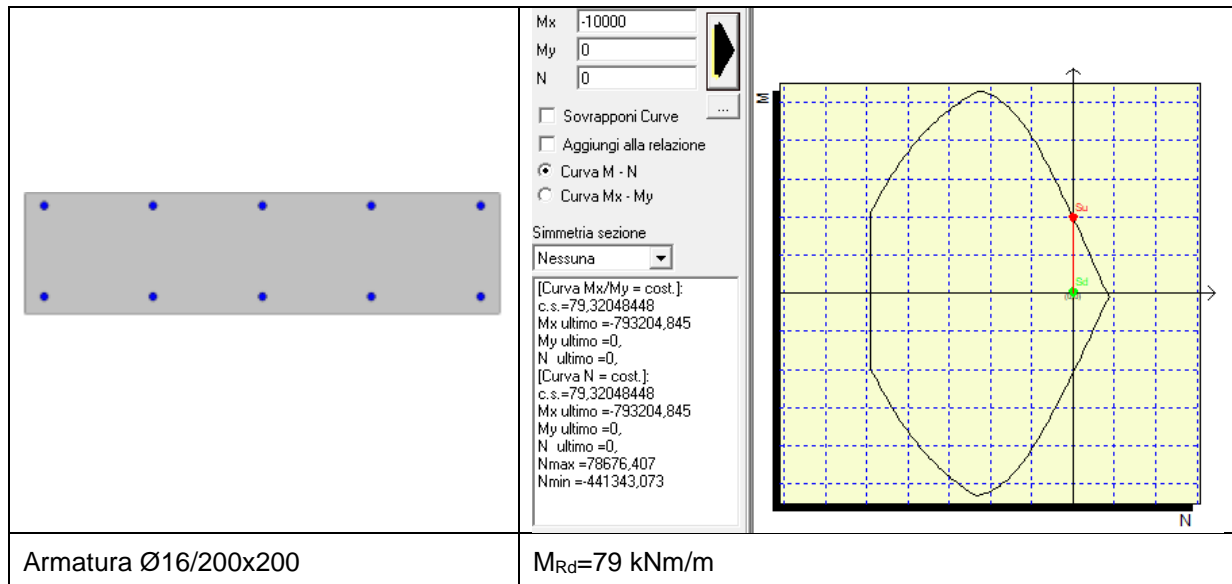 Mx -10000
My 0
N 0
...
Sovrapponi Curve
Aggiungi alla relazione
Curva M - N
Curva Mx - My
Simmetria sezione
Nessuna
[Curva Mx/My = cost.]:
c.s.=79,32048448
Mx ultimo =-793204,845
My ultimo =0,
N ultimo =0,
[Curva N = cost.]:
c.s.=79,32048448
Mx ultimo =-793204,845
My ultimo =0,
N ultimo =0,
Nmax =78676,407
Nmin =-441343,073
M
Su
Sd
N
Armatura Ø16/200x200
MRd=79 kNm/m